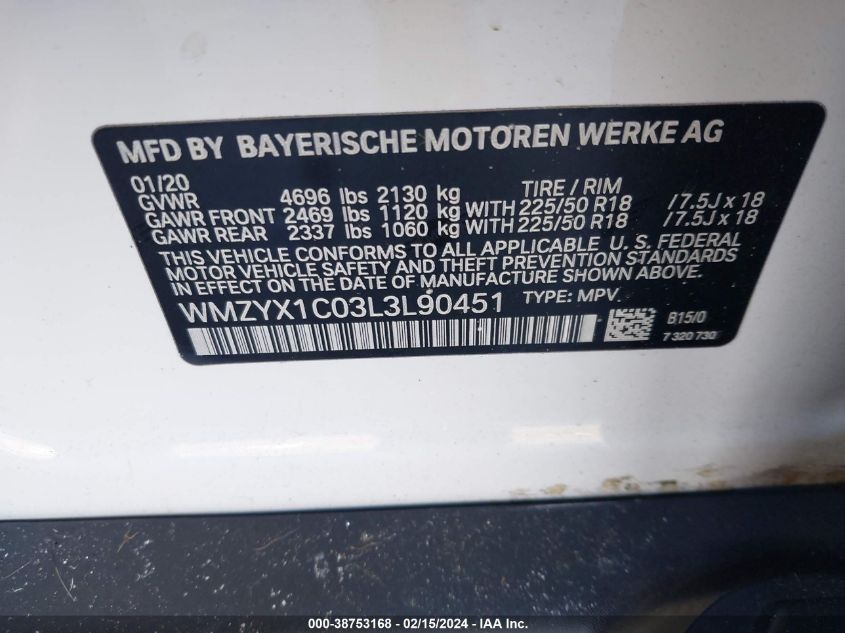 MFD BY BAYERISCHE MOTOREN WERKE AG
01/20 TIRE / RIM
GVWR 4696 lbs 2130 kg
GAWR FRONT 2469 lbs 1120 kg WITH 225/50 R18 /7.5J x 18
GAWR REAR 2337 lbs 1060 kg WITH 225/50 R18 /7.5J x 18
THIS VEHICLE CONFORMS TO ALL APPLICABLE U. S. FEDERAL
MOTOR VEHICLE SAFETY AND THEFT PREVENTION STANDARDS
IN EFFECT ON THE DATE OF MANUFACTURE SHOWN ABOVE.
WMZYX1C03L3L90451 TYPE: MPV
B15/0
7 320 730
000-38753168 - 02/15/2024 - IAA Inc.